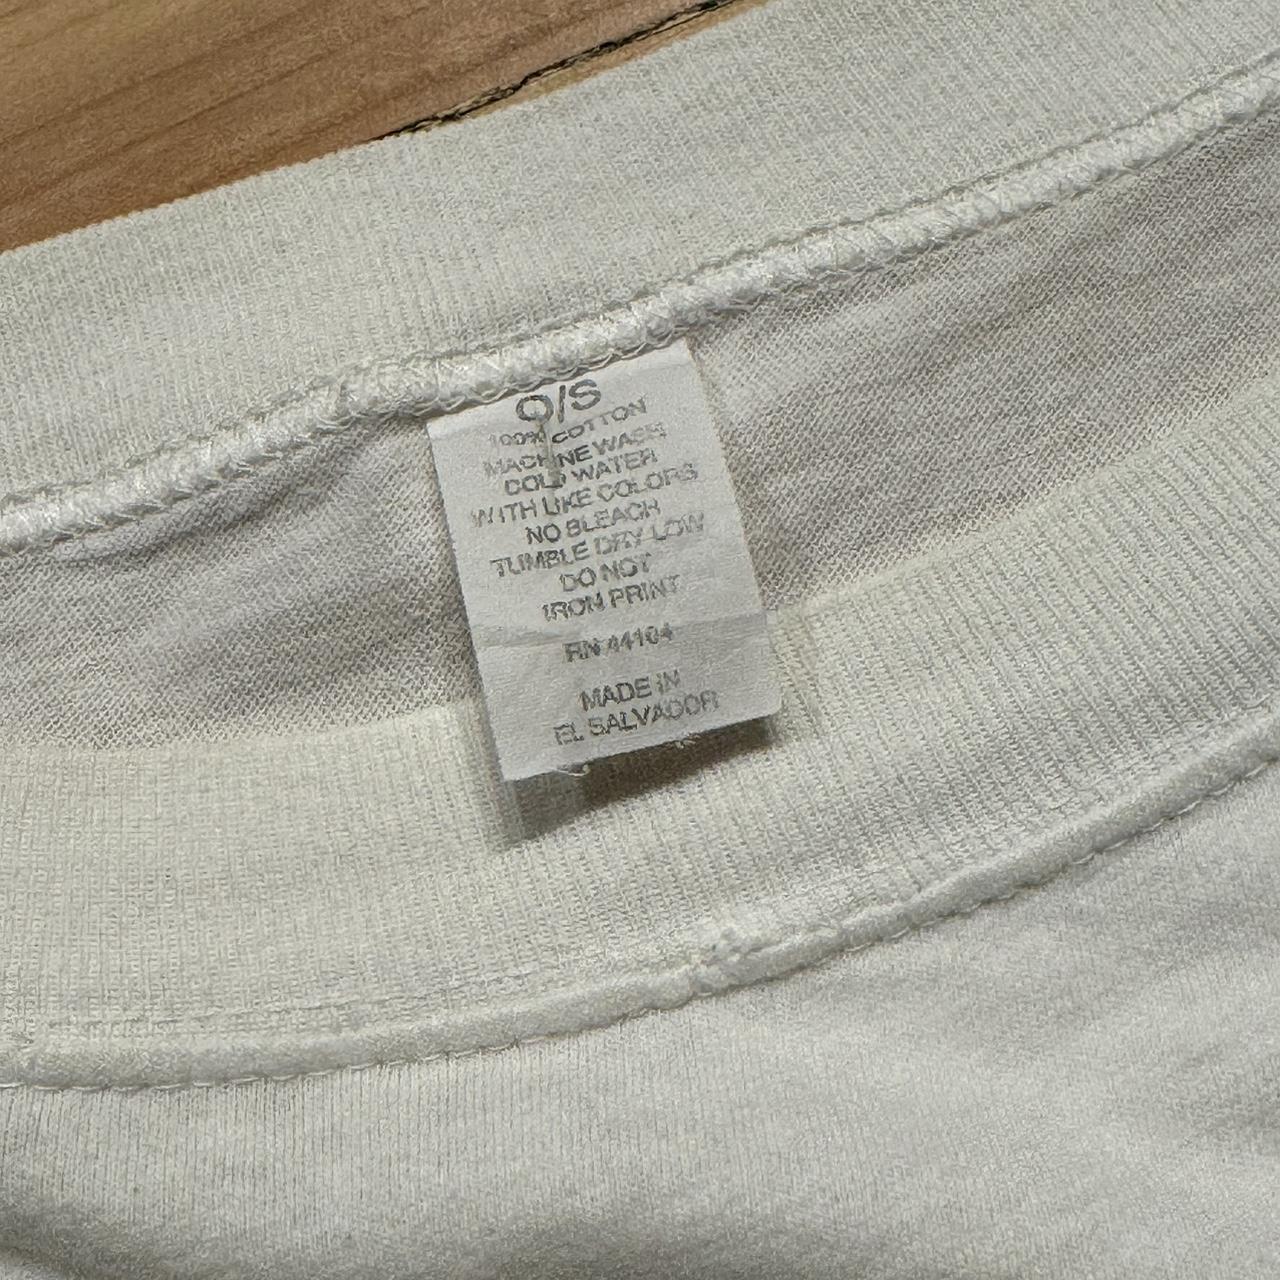 O/S
100% COTTON
MACHINE WASH
COLD WATER
WITH LIKE COLORS
NO BLEACH
TUMBLE DRY LOW
DO NOT
IRON PRINT
RN 44104
MADE IN
EL SALVADOR